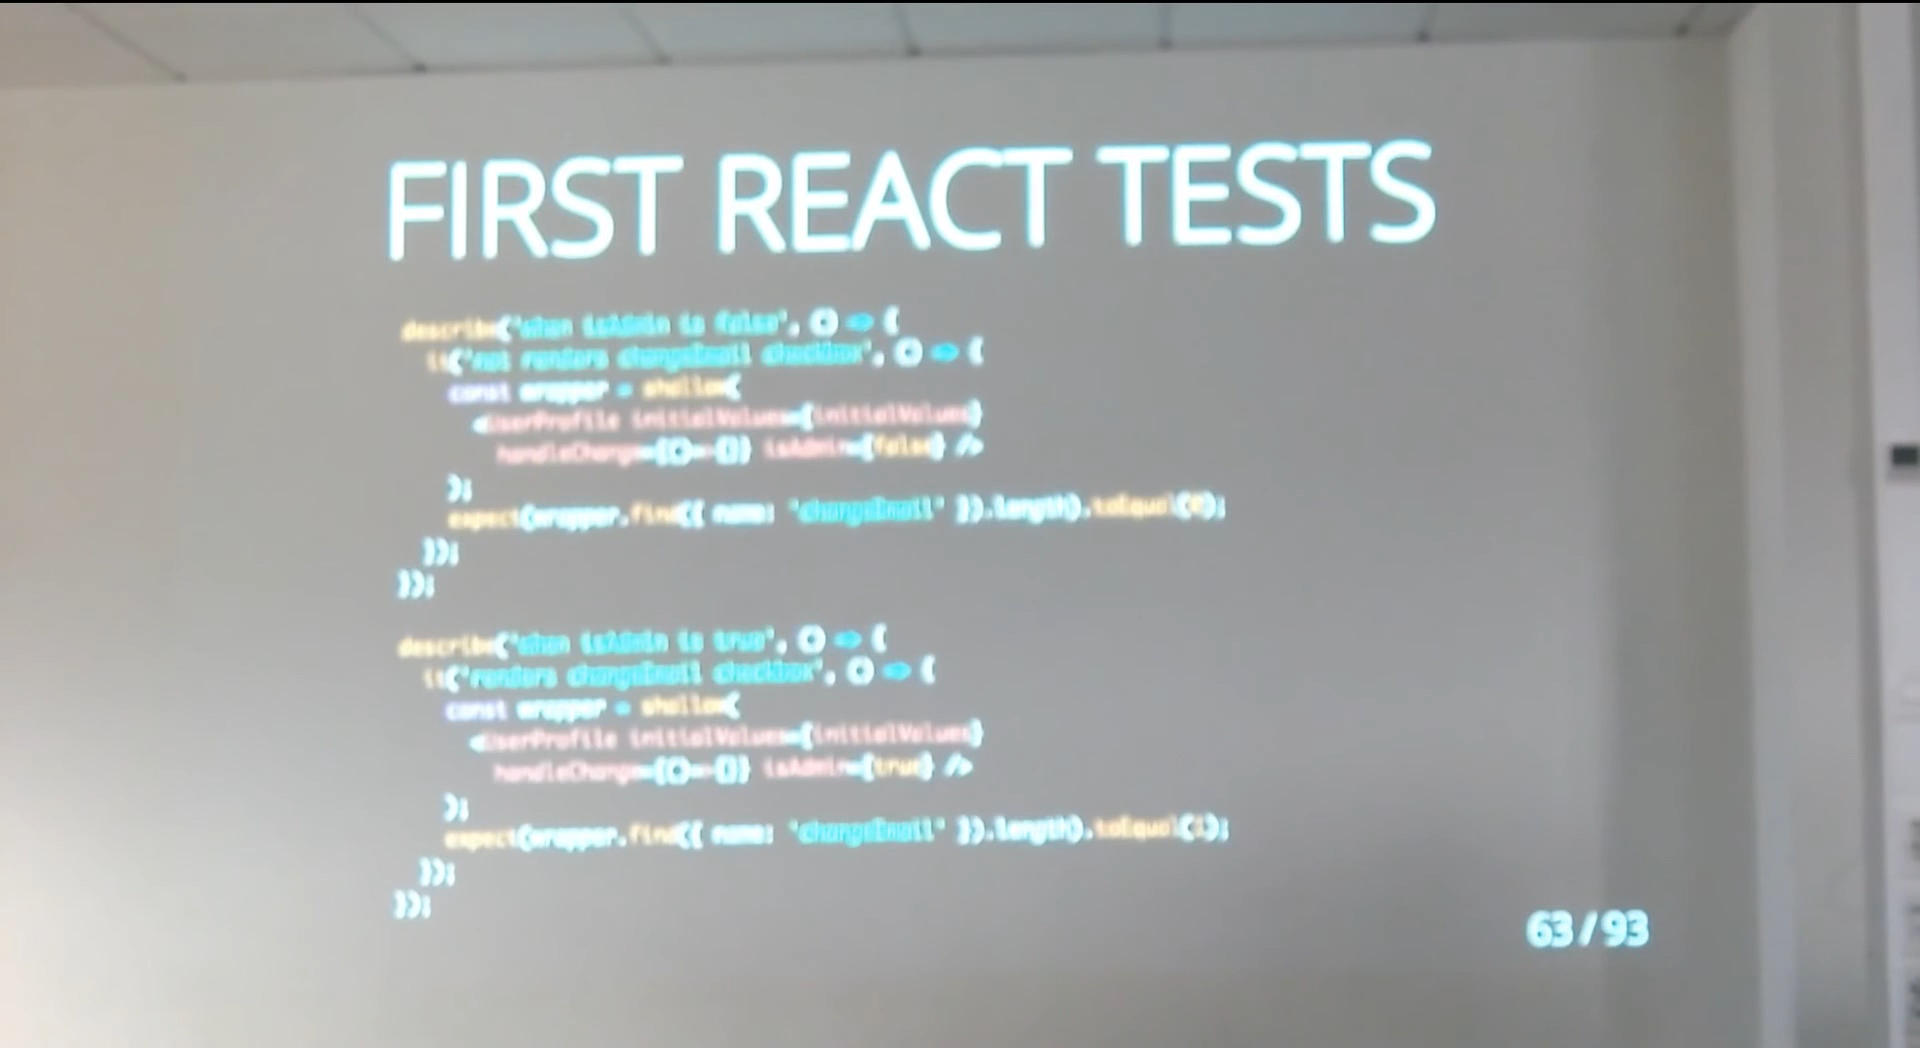 FIRST REACT TESTS
describe('when isAdmin is false', () => {
it('not renders changeEmail checkbox', () => {
const wrapper = shallow(
<UserProfile initialValues={initialValues}
handleChange={()=>{}} isAdmin={false} />
);
expect(wrapper.find({ name: 'changeEmail' }).length).toEqual(0);
});
});
describe('when isAdmin is true', () => {
it('renders changeEmail checkbox', () => {
const wrapper = shallow(
<UserProfile initialValues={initialValues}
handleChange={()=>{}} isAdmin={true} />
);
expect(wrapper.find({ name: 'changeEmail' }).length).toEqual(1);
});
});
63/93